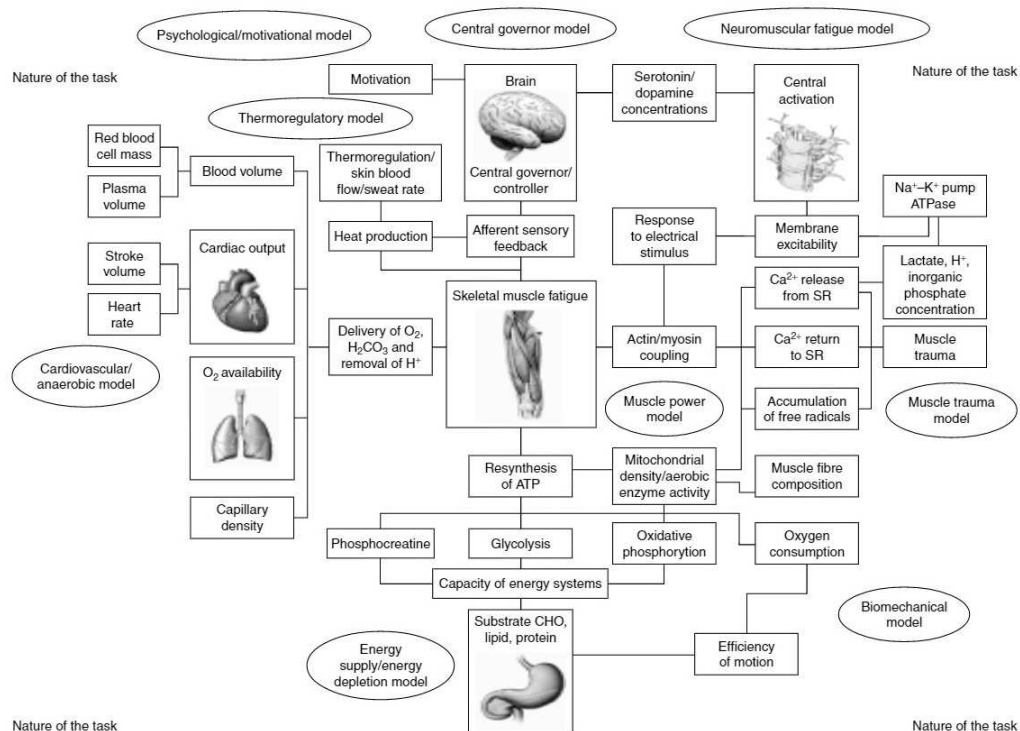 Psychological/motivational model
Central governor model
Neuromuscular fatigue model
Nature of the task
Nature of the task
Motivation
Brain
Central governor/
controller
Serotonin/
dopamine
concentrations
Central
activation
Thermoregulatory model
Red blood
cell mass
Plasma
volume
Blood volume
Thermoregulation/
skin blood
flow/sweat rate
Na⁺–K⁺ pump
ATPase
Heat production
Afferent sensory
feedback
Response
to electrical
stimulus
Membrane
excitability
Stroke
volume
Heart
rate
Cardiac output
Skeletal muscle fatigue
Ca²⁺ release
from SR
Lactate, H⁺,
inorganic
phosphate
concentration
Delivery of O₂,
H₂CO₃ and
removal of H⁺
Actin/myosin
coupling
Ca²⁺ return
to SR
Muscle
trauma
Cardiovascular/
anaerobic model
O₂ availability
Muscle power
model
Accumulation
of free radicals
Muscle trauma
model
Resynthesis
of ATP
Mitochondrial
density/aerobic
enzyme activity
Muscle fibre
composition
Capillary
density
Phosphocreatine
Glycolysis
Oxidative
phosphorytion
Oxygen
consumption
Capacity of energy systems
Biomechanical
model
Substrate CHO,
lipid, protein
Energy
supply/energy
depletion model
Efficiency
of motion
Nature of the task
Nature of the task